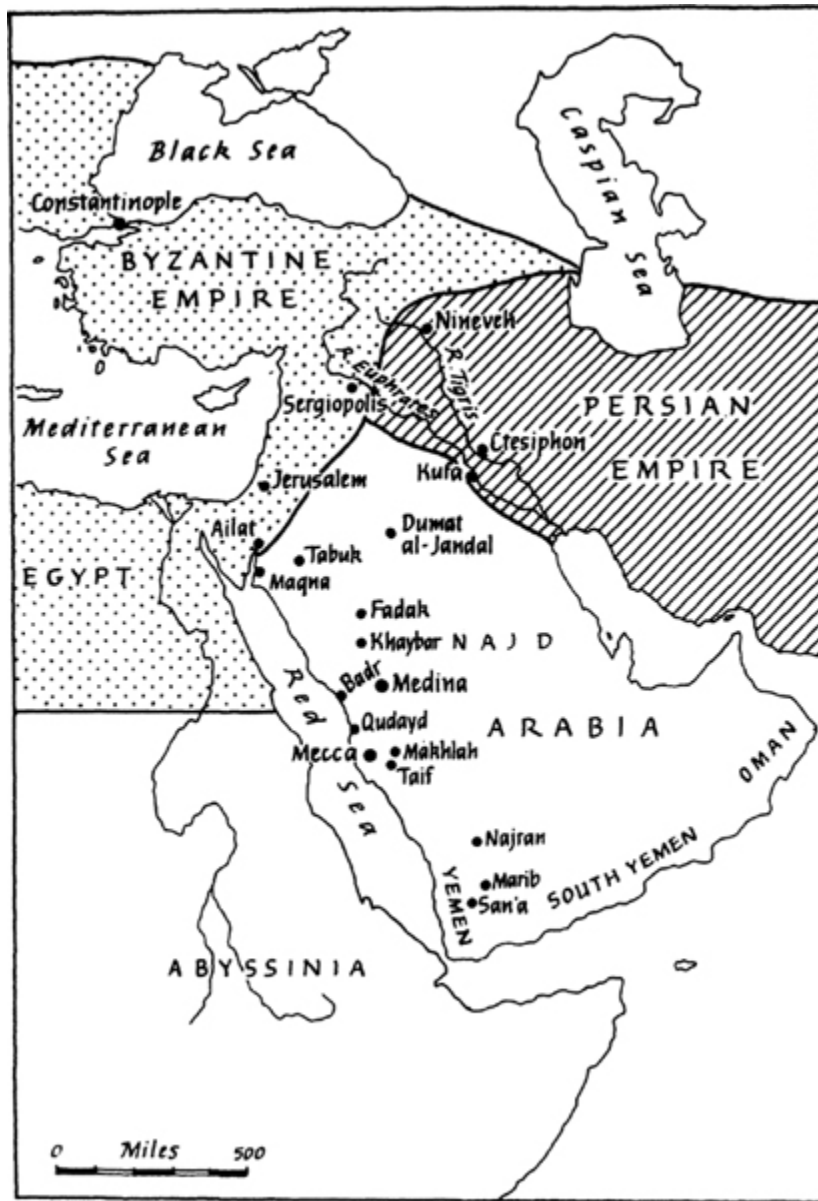 Black Sea
Caspian Sea
Constantinople
BYZANTINE
EMPIRE
Nineveh
R. Tigris
R. Euphrates
Sergiopolis
PERSIAN
EMPIRE
Mediterranean
Sea
Ctesiphon
Kufa
Jerusalem
Ailat
Dumat
al-Jandal
Tabuk
EGYPT
Maqna
Fadak
Khaybar
NAJD
Badr
Medina
Red Sea
Qudayd
ARABIA
Mecca
Makhlah
Taif
OMAN
Najran
Marib
San'a
YEMEN
SOUTH YEMEN
ABYSSINIA
0 Miles 500